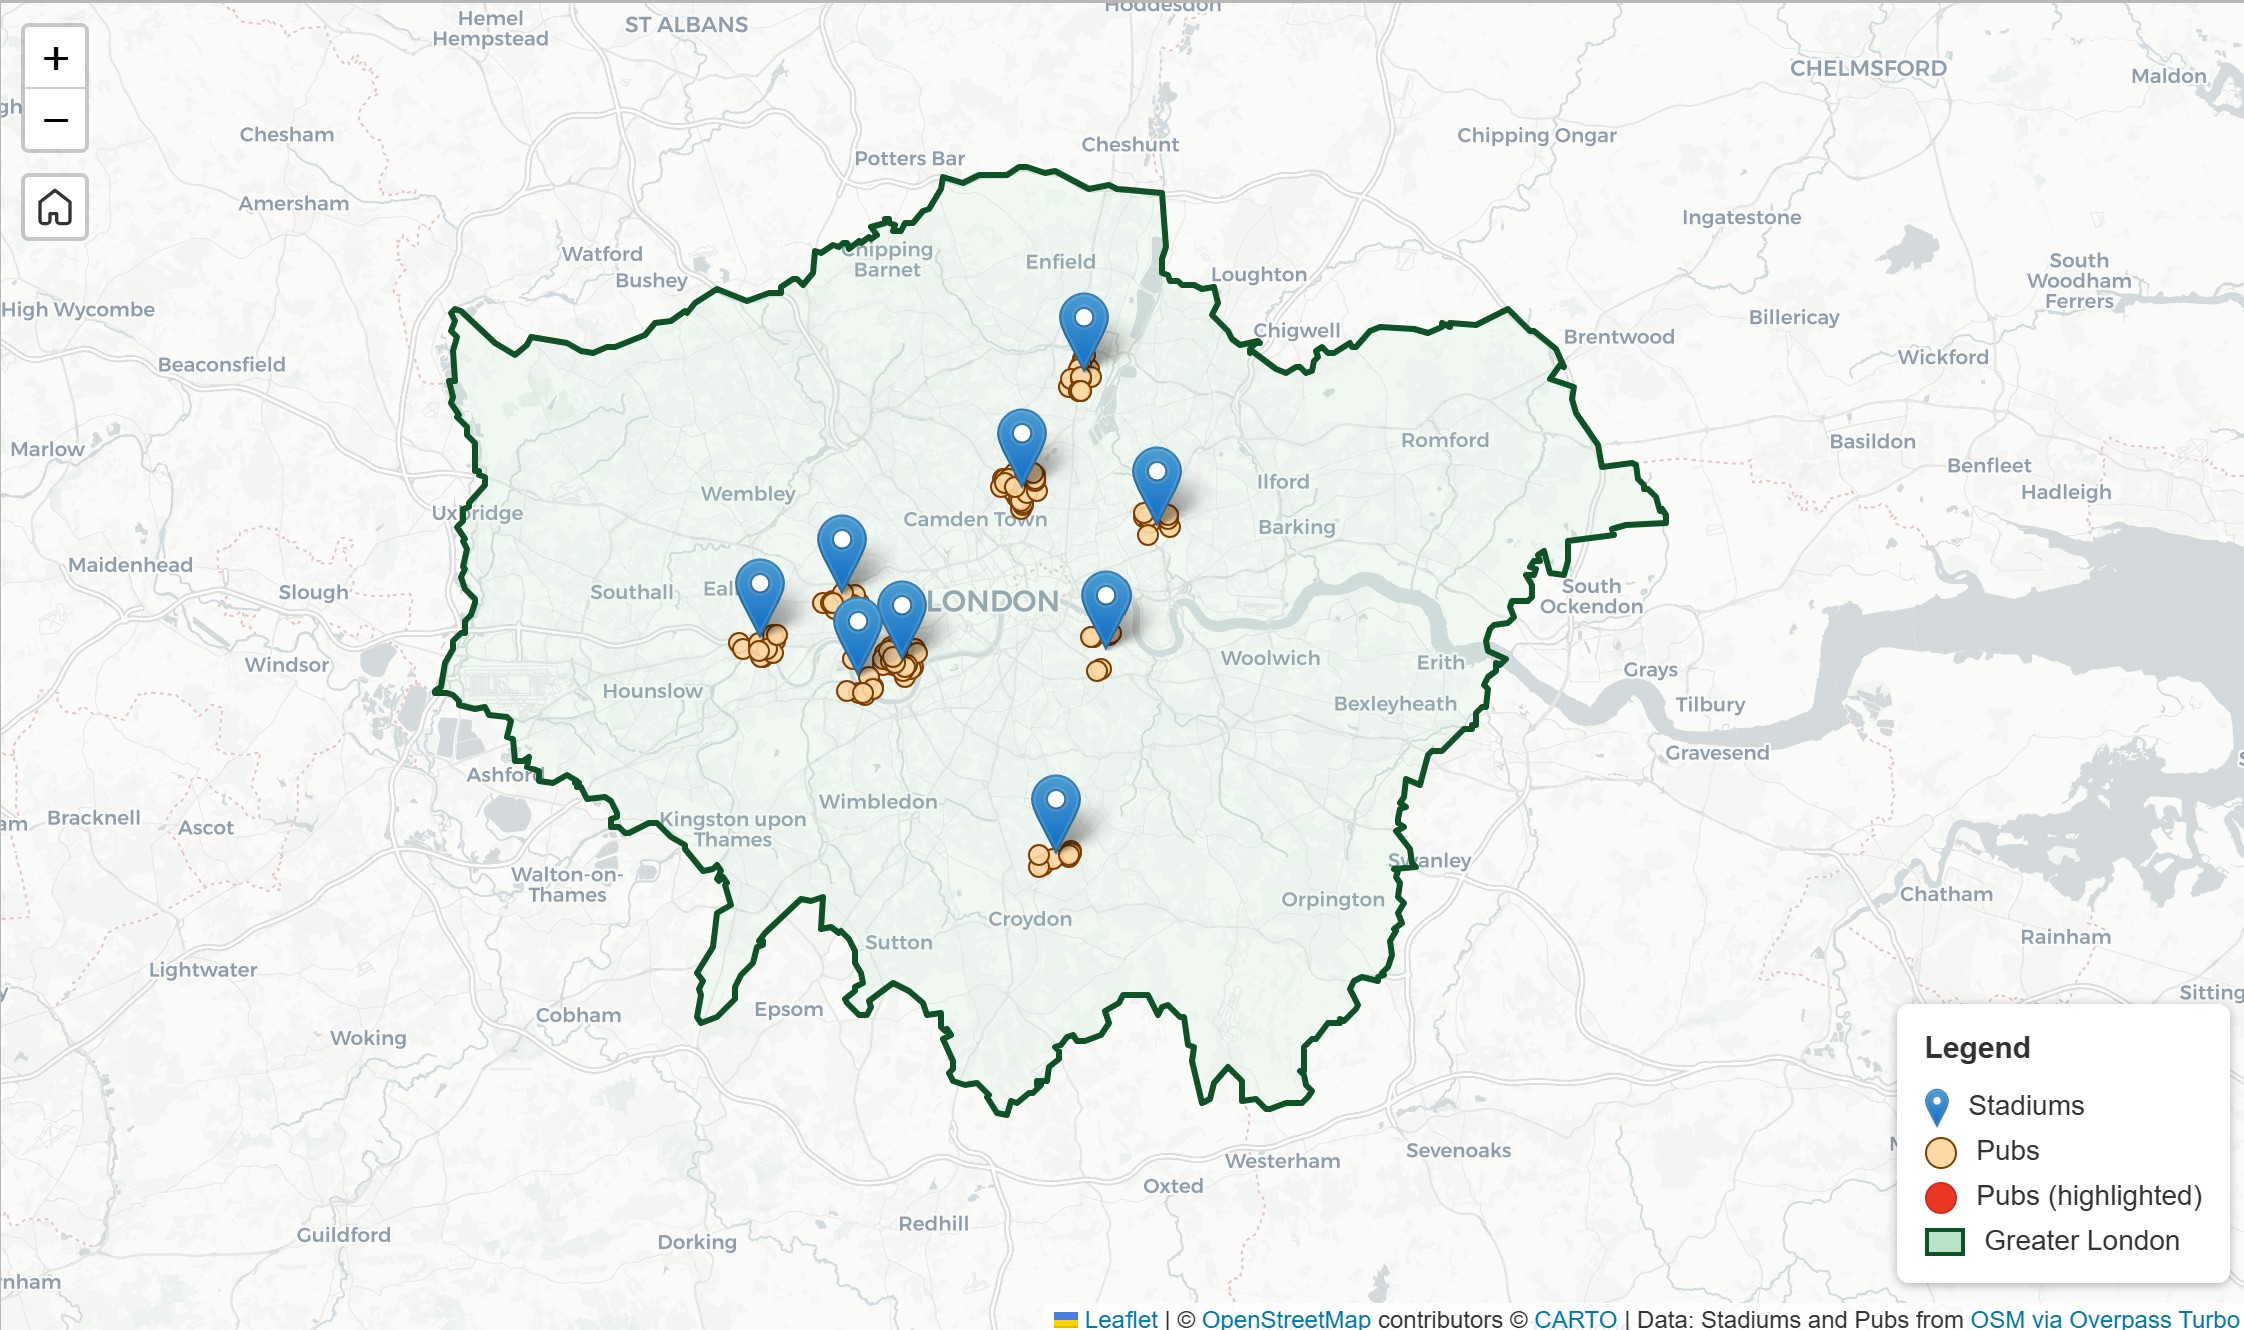 +
−
Hoddesdon
Hemel
Hempstead
ST ALBANS
CHELMSFORD
Maldon
Chesham
Cheshunt
Chipping Ongar
Potters Bar
Amersham
Ingatestone
Watford
Bushey
Chipping
Barnet
Enfield
Loughton
South
Woodham
Ferrers
High Wycombe
Chigwell
Brentwood
Billericay
Beaconsfield
Wickford
Marlow
Romford
Basildon
Benfleet
Hadleigh
Wembley
Ilford
Uxbridge
Camden Town
Barking
Maidenhead
Slough
Southall
Eal
LONDON
South
Ockendon
Windsor
Hounslow
Woolwich
Erith
Grays
Bexleyheath
Tilbury
Gravesend
Ashford
Bracknell
Ascot
Kingston upon
Thames
Wimbledon
Walton-on-
Thames
Swanley
Chatham
Orpington
Croydon
Sutton
Rainham
Lightwater
Epsom
Cobham
Sitting
Woking
Sevenoaks
Westerham
Oxted
Redhill
Guildford
Dorking
rnham
Legend
Stadiums
Pubs
Pubs (highlighted)
Greater London
Leaflet | © OpenStreetMap contributors © CARTO | Data: Stadiums and Pubs from OSM via Overpass Turbo